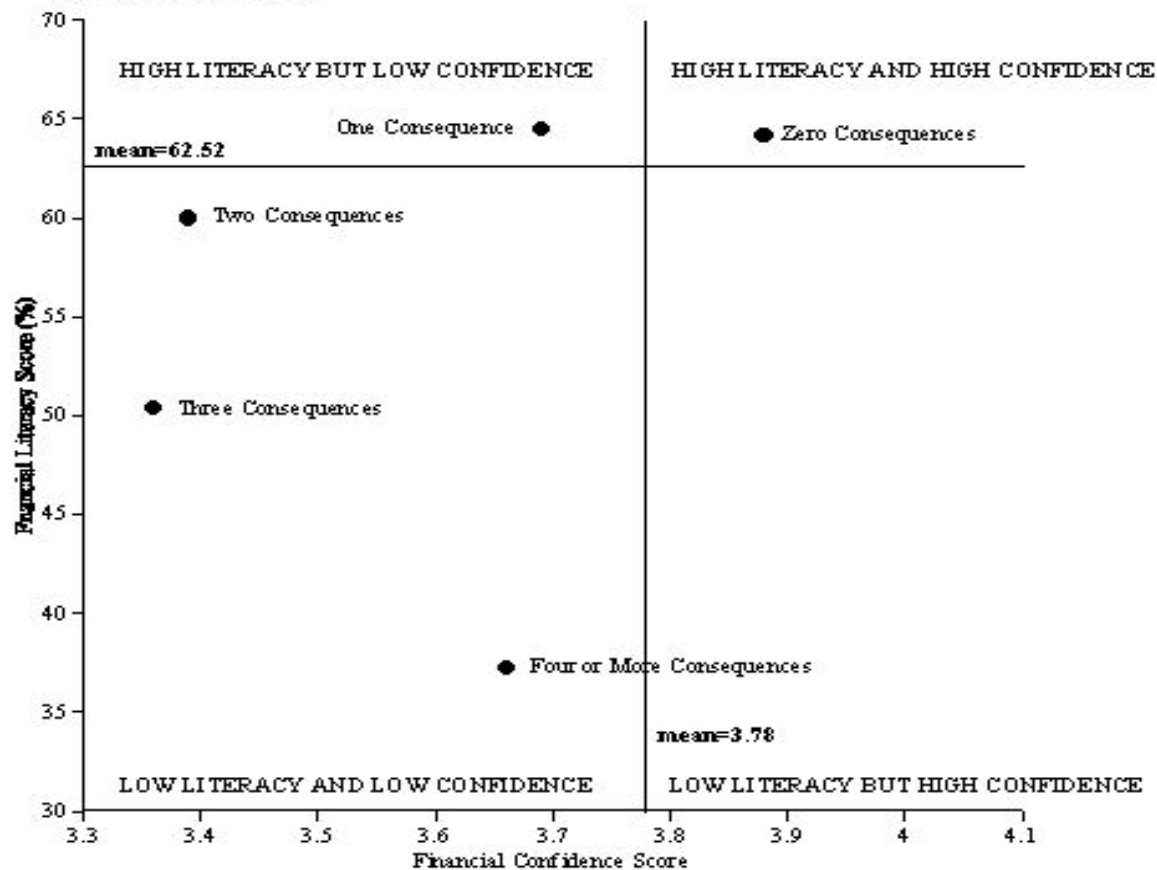 70
HIGH LITERACY BUT LOW CONFIDENCE
HIGH LITERACY AND HIGH CONFIDENCE
65
One Consequence
Zero Consequences
mean=62.52
60
Two Consequences
55
Financial Literacy Score (%)
50
Three Consequences
45
40
Four or More Consequences
35
mean=3.78
LOW LITERACY AND LOW CONFIDENCE
LOW LITERACY BUT HIGH CONFIDENCE
30
3.3 3.4 3.5 3.6 3.7 3.8 3.9 4 4.1
Financial Confidence Score